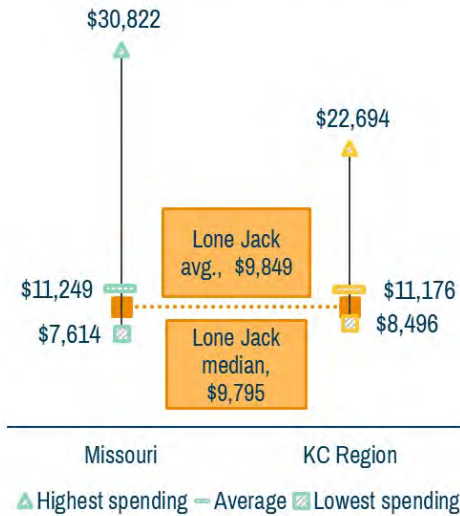 $30,822
$22,694
Lone Jack
avg., $9,849
$11,249
$11,176
$7,614
$8,496
Lone Jack
median,
$9,795
Missouri
KC Region
Highest spending
Average
Lowest spending